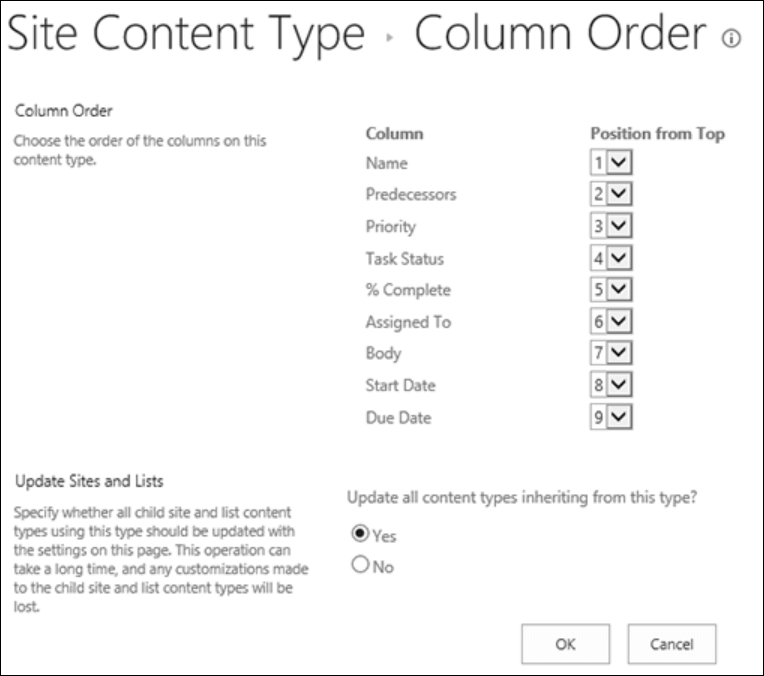 Site Content Type ▸ Column Order ⓘ
Column Order
Choose the order of the columns on this
content type.
Column Position from Top
Name 1
Predecessors 2
Priority 3
Task Status 4
% Complete 5
Assigned To 6
Body 7
Start Date 8
Due Date 9
Update Sites and Lists
Specify whether all child site and list content
types using this type should be updated with
the settings on this page. This operation can
take a long time, and any customizations made
to the child site and list content types will be
lost.
Update all content types inheriting from this type?
Yes
No
OK Cancel